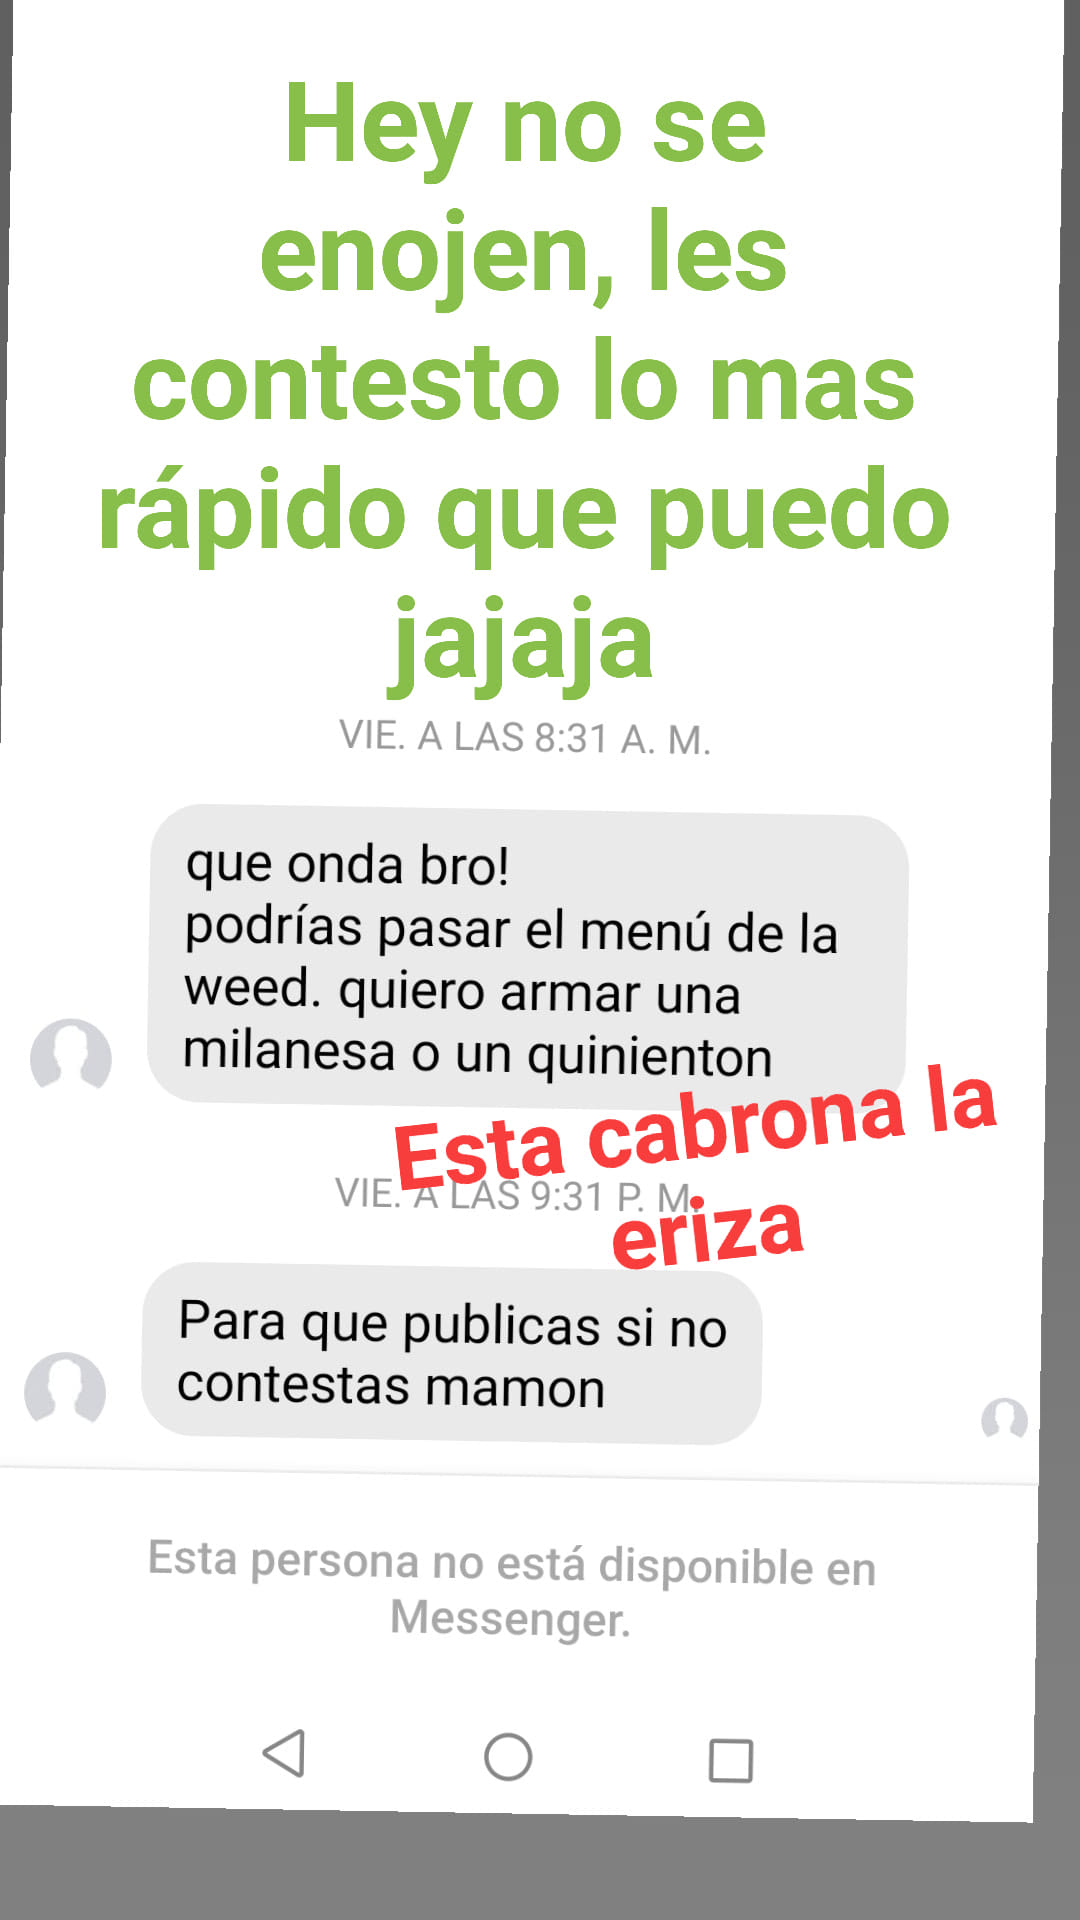 Hey no se
enojen, les
contesto lo mas
rápido que puedo
jajaja
VIE. A LAS 8:31 A. M.
que onda bro!
podrías pasar el menú de la
weed. quiero armar una
milanesa o un quinienton
Esta cabrona la
eriza
VIE. A LAS 9:31 P. M.
Para que publicas si no
contestas mamon
Esta persona no está disponible en
Messenger.